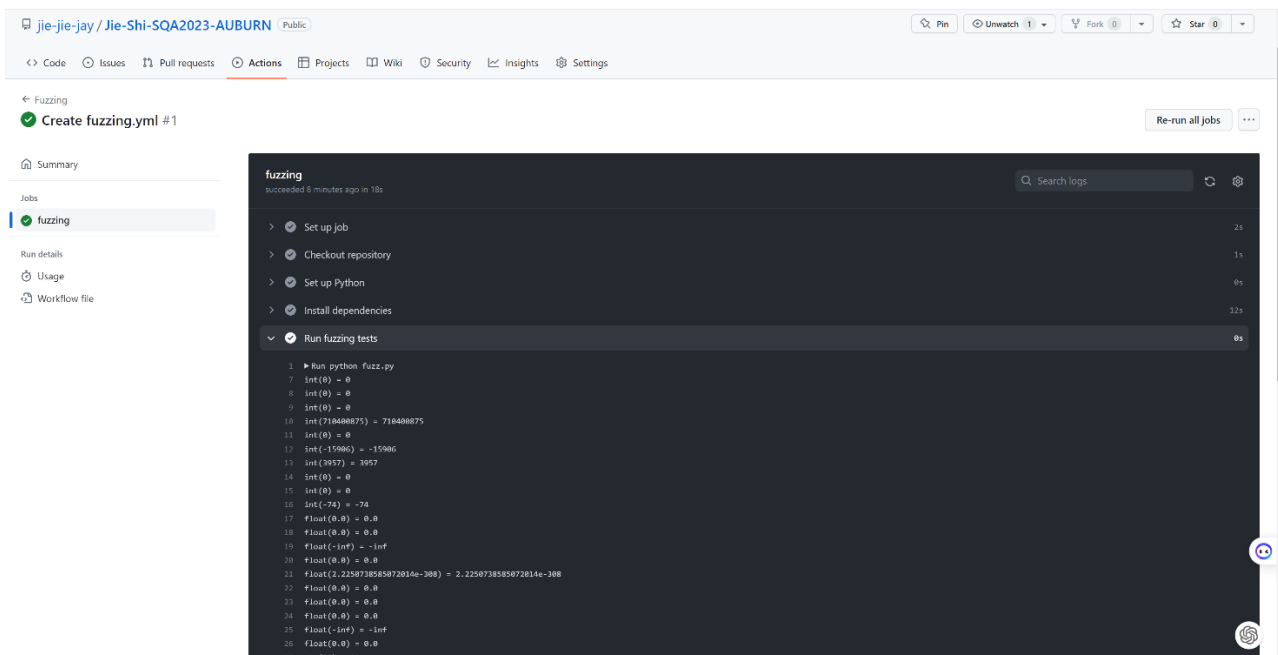 jie-jie-jay / Jie-Shi-SQA2023-AUBURN Public
Pin Unwatch 1 Fork 0 Star 0
Code Issues Pull requests Actions Projects Wiki Security Insights Settings
← Fuzzing
Create fuzzing.yml #1
Re-run all jobs ...
Summary
Jobs
fuzzing
Run details
Usage
Workflow file
fuzzing
succeeded 8 minutes ago in 18s
Search logs
Set up job 2s
Checkout repository 1s
Set up Python 0s
Install dependencies 12s
Run fuzzing tests 0s
1 ▶Run python fuzz.py
7 int(0) = 0
8 int(0) = 0
9 int(0) = 0
10 int(710400875) = 710400875
11 int(0) = 0
12 int(-15906) = -15906
13 int(3957) = 3957
14 int(0) = 0
15 int(0) = 0
16 int(-74) = -74
17 float(0.0) = 0.0
18 float(0.0) = 0.0
19 float(-inf) = -inf
20 float(0.0) = 0.0
21 float(2.2250738585072014e-308) = 2.2250738585072014e-308
22 float(0.0) = 0.0
23 float(0.0) = 0.0
24 float(0.0) = 0.0
25 float(-inf) = -inf
26 float(0.0) = 0.0